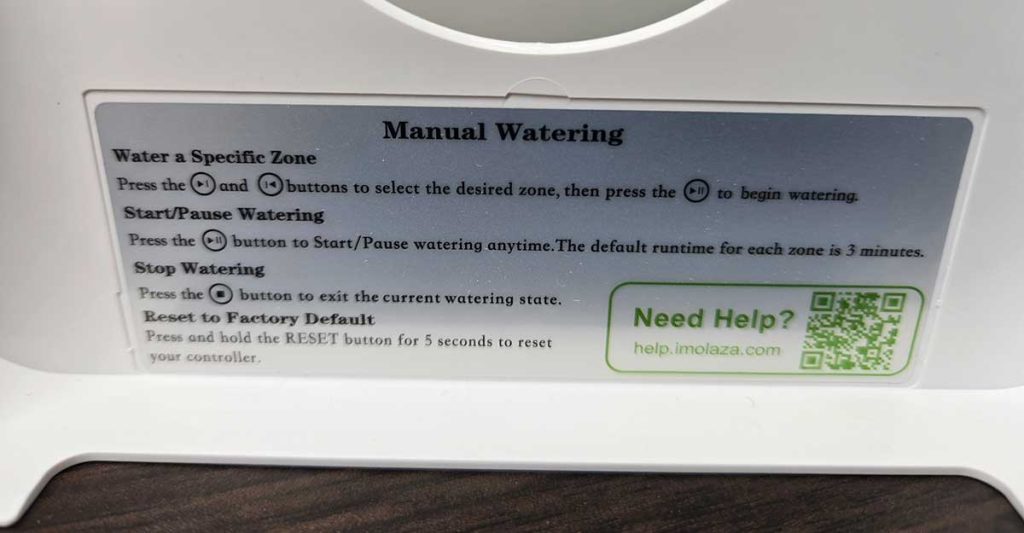 Manual Watering
Water a Specific Zone
Press the and buttons to select the desired zone, then press the to begin watering.
Start/Pause Watering
Press the button to Start/Pause watering anytime.The default runtime for each zone is 3 minutes.
Stop Watering
Press the button to exit the current watering state.
Reset to Factory Default
Press and hold the RESET button for 5 seconds to reset
your controller.
Need Help?
help.imolaza.com